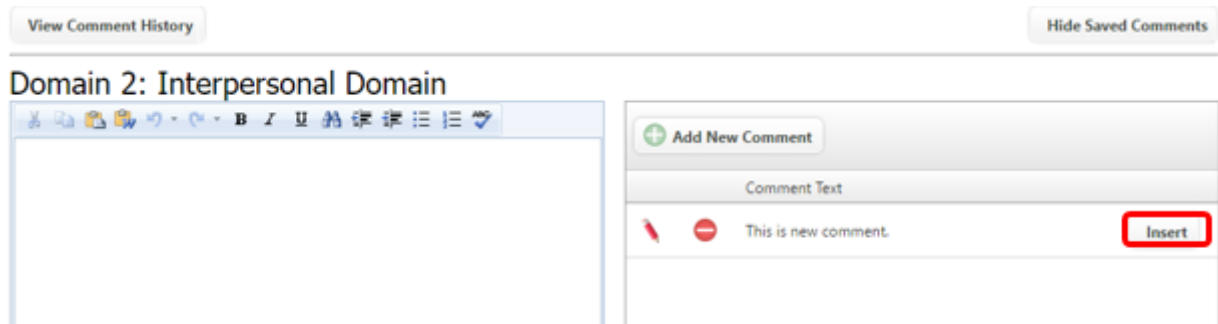 View Comment History
Hide Saved Comments
Domain 2: Interpersonal Domain
B I U
Add New Comment
Comment Text
This is new comment.
Insert